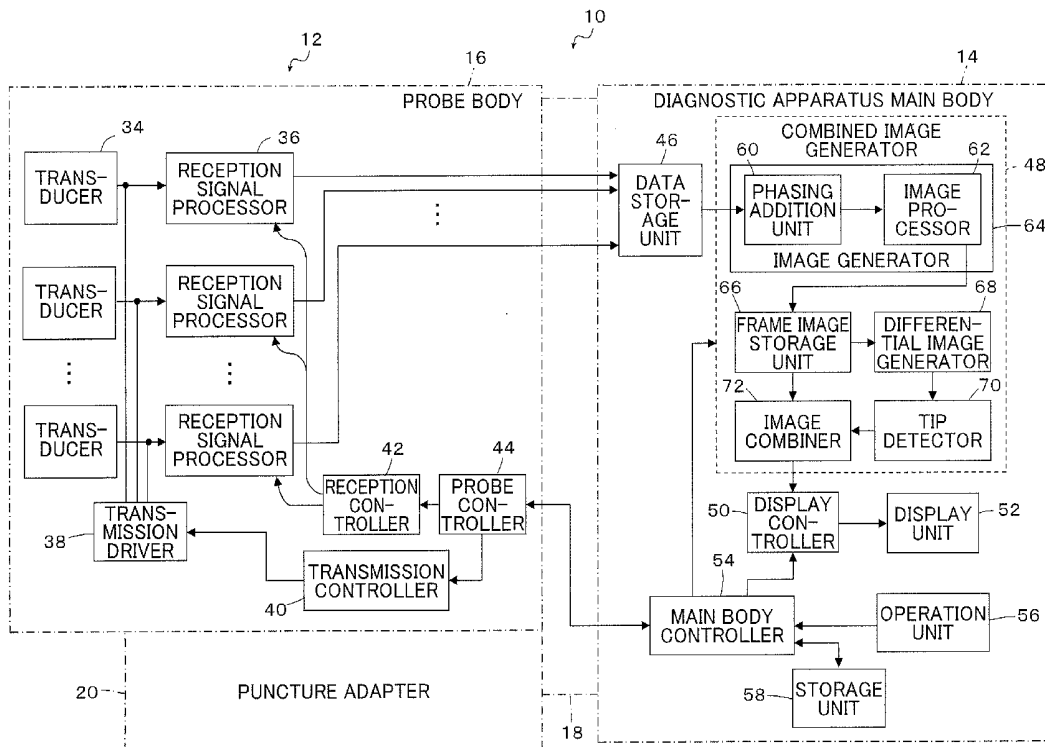 10
12
16
14
PROBE BODY
DIAGNOSTIC APPARATUS MAIN BODY
34
TRANS-
DUCER
36
RECEPTION
SIGNAL
PROCESSOR
TRANS-
DUCER
RECEPTION
SIGNAL
PROCESSOR
TRANS-
DUCER
RECEPTION
SIGNAL
PROCESSOR
42
RECEPTION
CON-
TROLLER
44
PROBE CON-
TROLLER
38
TRANS-
MISSION
DRIVER
TRANSMISSION
CONTROLLER
40
20
PUNCTURE ADAPTER
18
46
DATA
STOR-
AGE
UNIT
COMBINED IMAGE
GENERATOR
48
60
PHASING
ADDITION
UNIT
62
IMAGE
PRO-
CESSOR
64
IMAGE GENERATOR
66
FRAME IMAGE
STORAGE
UNIT
68
DIFFEREN-
TIAL IMAGE
GENERATOR
72
IMAGE
COMBINER
70
TIP
DETECTOR
50
DISPLAY
CON-
TROLLER
DISPLAY
UNIT
52
54
MAIN BODY
CONTROLLER
OPERATION
UNIT
56
58
STORAGE
UNIT